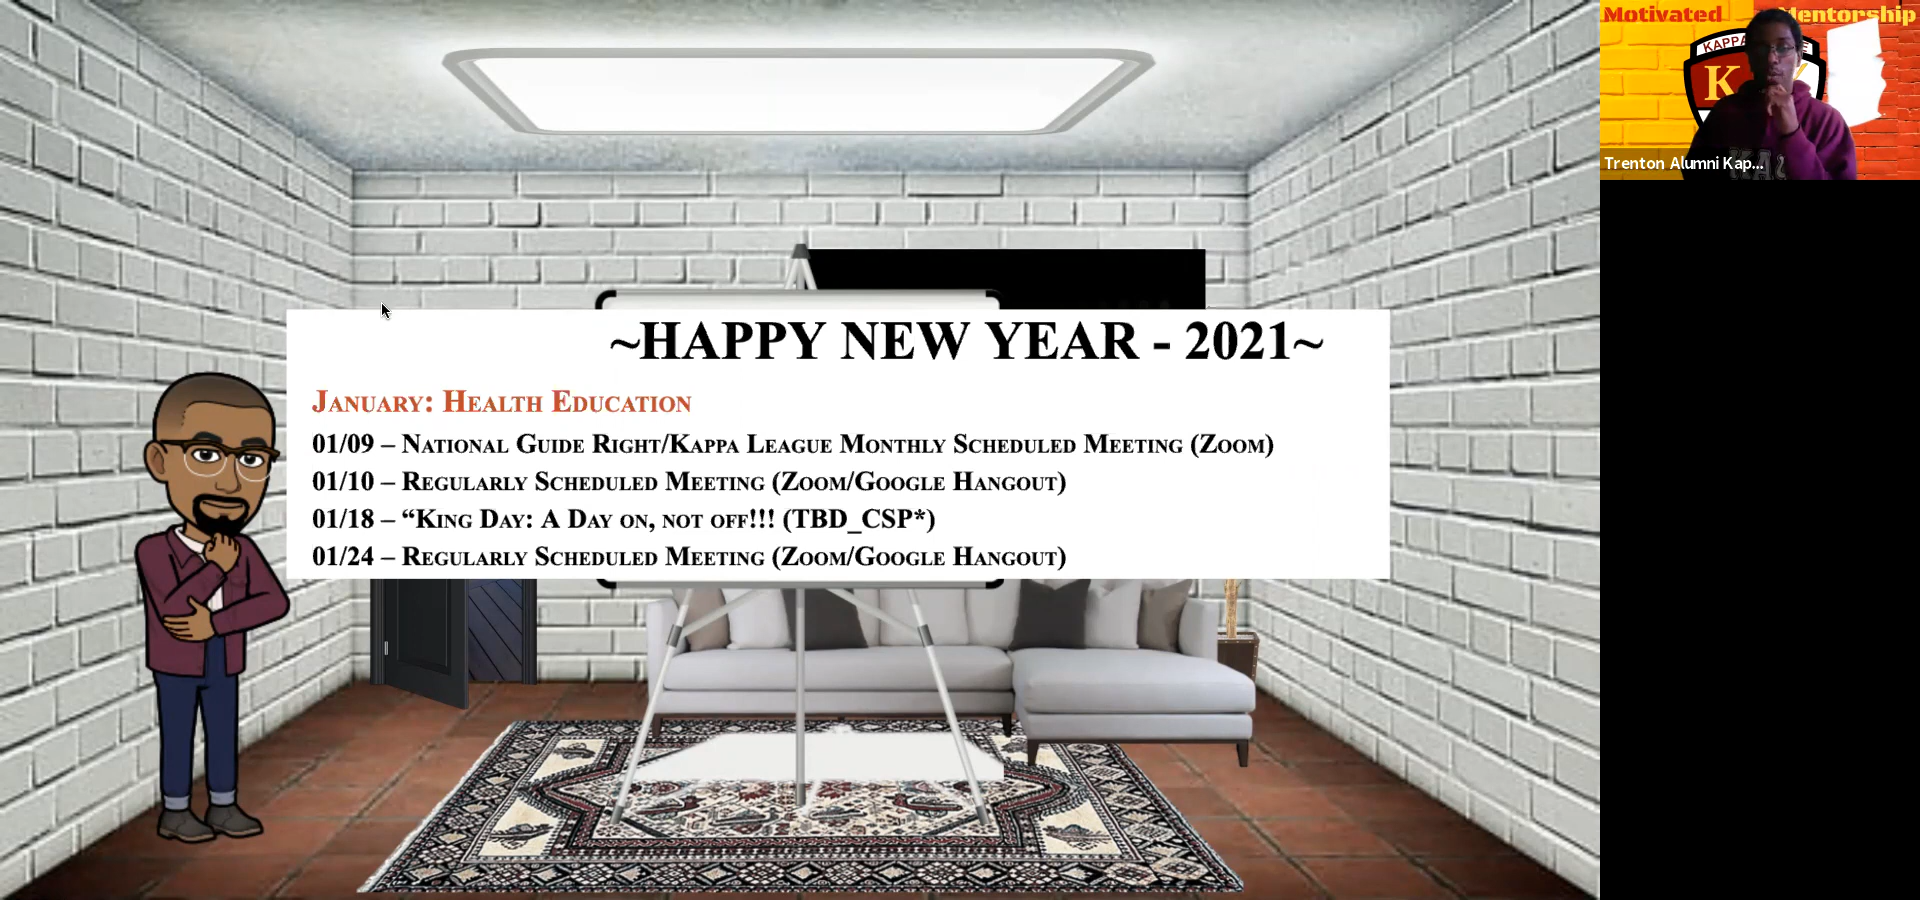 ~HAPPY NEW YEAR - 2021~
JANUARY: HEALTH EDUCATION
01/09 – NATIONAL GUIDE RIGHT/KAPPA LEAGUE MONTHLY SCHEDULED MEETING (ZOOM)
01/10 – REGULARLY SCHEDULED MEETING (ZOOM/GOOGLE HANGOUT)
01/18 – “KING DAY: A DAY ON, NOT OFF!!! (TBD_CSP*)
01/24 – REGULARLY SCHEDULED MEETING (ZOOM/GOOGLE HANGOUT)
Motivated Mentorship
KAPPA
K
Trenton Alumni Kap...